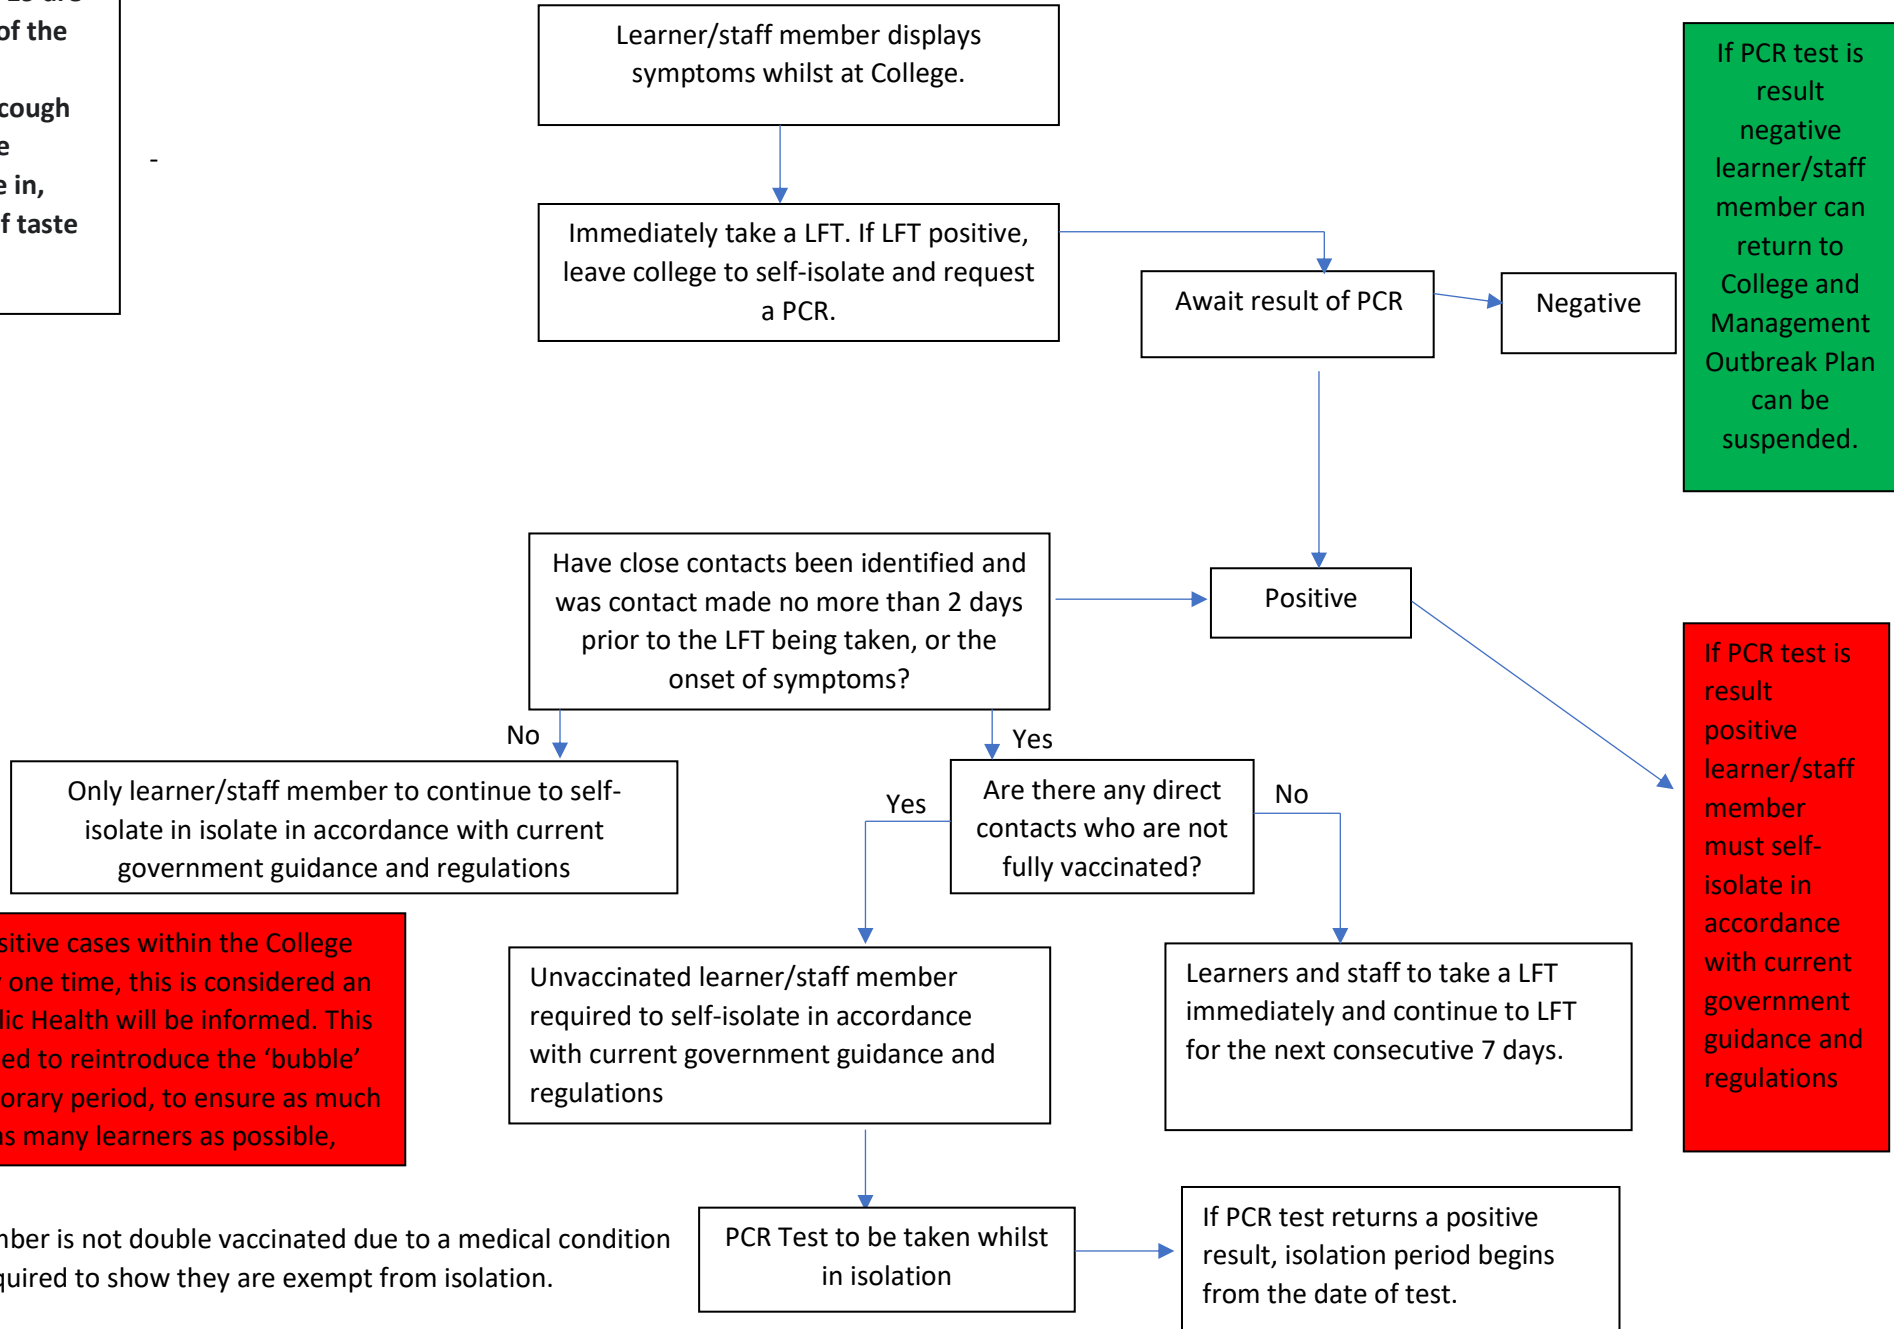 of the
cough
e in,
f taste
-
Learner/staff member displays
symptoms whilst at College.
Immediately take a LFT. If LFT positive,
leave college to self-isolate and request
a PCR.
Await result of PCR
Negative
If PCR test is
result
negative
learner/staff
member can
return to
College and
Management
Outbreak Plan
can be
suspended.
Have close contacts been identified and
was contact made no more than 2 days
prior to the LFT being taken, or the
onset of symptoms?
Positive
If PCR test is
result
positive
learner/staff
member
must self-
isolate in
accordance
with current
government
guidance and
regulations
No
Yes
Only learner/staff member to continue to self-
isolate in isolate in accordance with current
government guidance and regulations
Yes
Are there any direct
contacts who are not
fully vaccinated?
No
sitive cases within the College
one time, this is considered an
lic Health will be informed. This
ed to reintroduce the ‘bubble’
orary period, to ensure as much
as many learners as possible,
Unvaccinated learner/staff member
required to self-isolate in accordance
with current government guidance and
regulations
Learners and staff to take a LFT
immediately and continue to LFT
for the next consecutive 7 days.
mber is not double vaccinated due to a medical condition
quired to show they are exempt from isolation.
PCR Test to be taken whilst
in isolation
If PCR test returns a positive
result, isolation period begins
from the date of test.